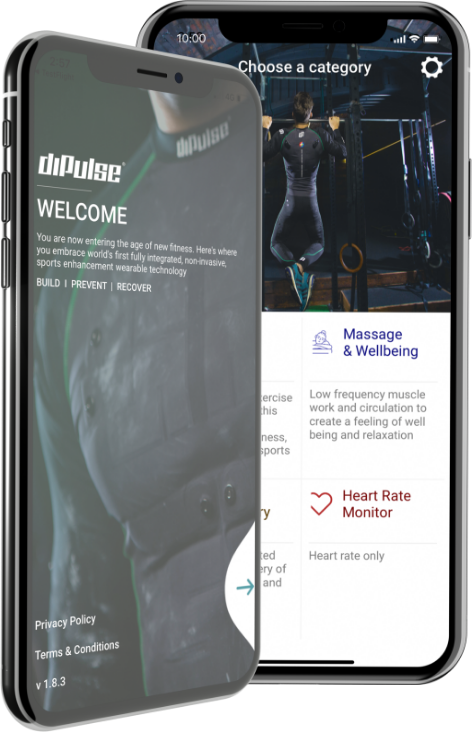 diPulse
diPulse
WELCOME
You are now entering the age of new fitness. Here's where
you embrace world's first fully integrated, non-invasive,
sports enhancement wearable technology
BUILD | PREVENT | RECOVER
Privacy Policy
Terms & Conditions
v 1.8.3
10:00
Choose a category
Massage
& Wellbeing
Low frequency muscle
work and circulation to
create a feeling of well
being and relaxation
ercise
this
ness,
sports
Heart Rate
Monitor
Heart rate only
ry
ted
ery of
and